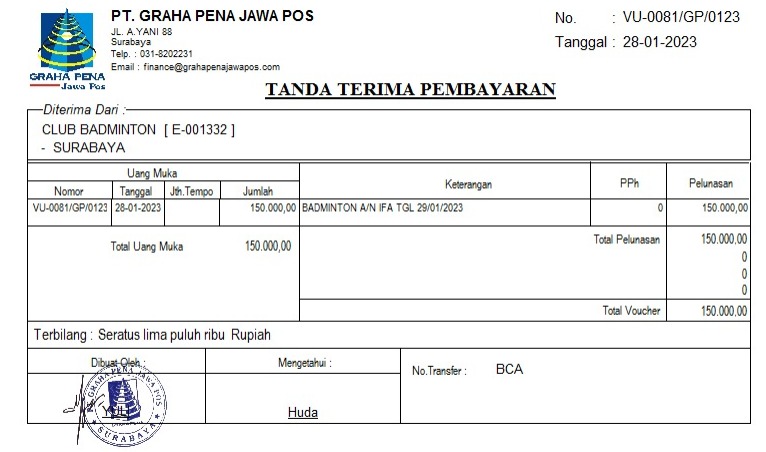 PT. GRAHA PENA JAWA POS
JL. A.YANI 88
Surabaya
Telp. : 031-8202231
Email : finance@grahapenajawapos.com
GRAHA PENA
Jawa Pos
No. : VU-0081/GP/0123
Tanggal : 28-01-2023
TANDA TERIMA PEMBAYARAN
Diterima Dari :
CLUB BADMINTON [ E-001332 ]
- SURABAYA
Uang Muka Keterangan PPh Pelunasan
Nomor Tanggal Jth.Tempo Jumlah
VU-0081/GP/0123 28-01-2023 150.000,00 BADMINTON A/N IFA TGL 29/01/2023 0 150.000,00
Total Uang Muka 150.000,00 Total Pelunasan 150.000,00
0
0
0
Total Voucher 150.000,00
Terbilang : Seratus lima puluh ribu Rupiah
Dibuat Oleh : Mengetahui : No.Transfer : BCA
YULI Huda
PT. GRAHA PENA JAWA POS
SURABAYA